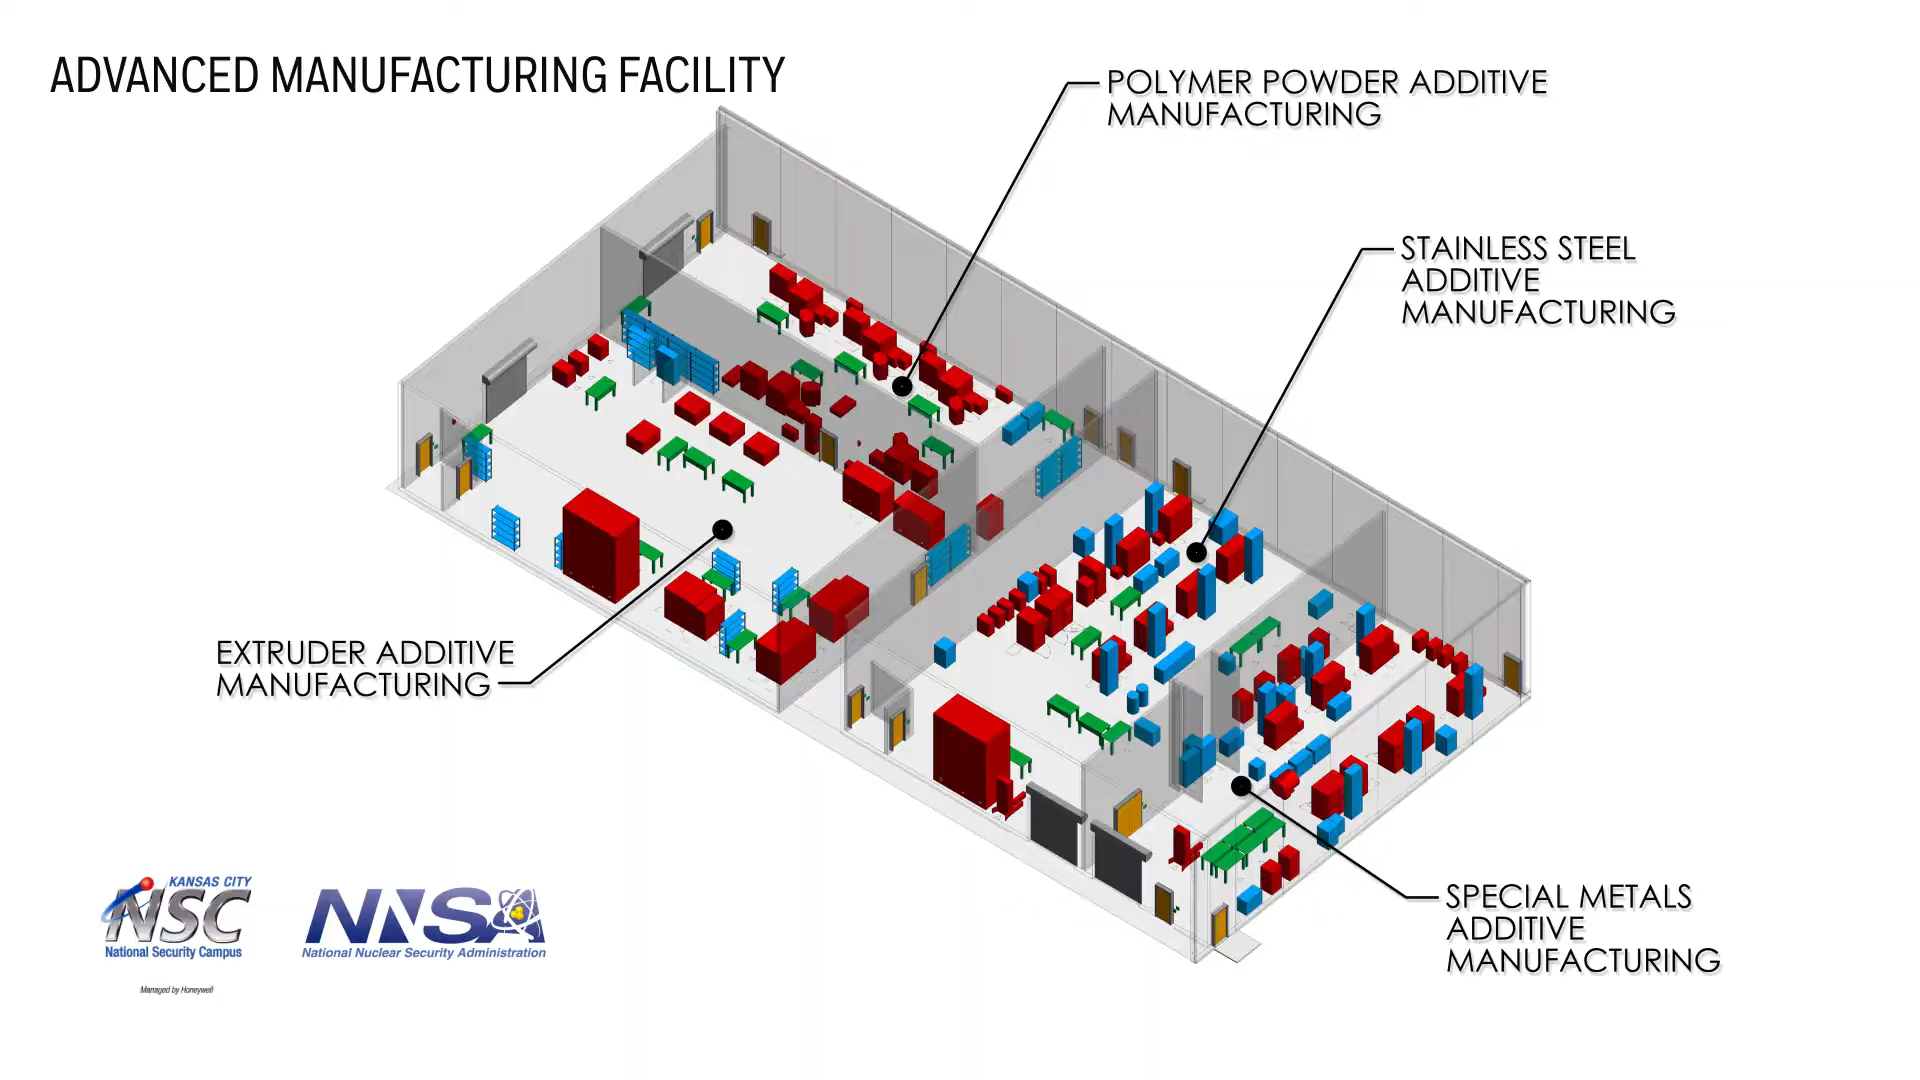 ADVANCED MANUFACTURING FACILITY
POLYMER POWDER ADDITIVE
MANUFACTURING
STAINLESS STEEL
ADDITIVE
MANUFACTURING
EXTRUDER ADDITIVE
MANUFACTURING
SPECIAL METALS
ADDITIVE
MANUFACTURING
KANSAS CITY
NSC
National Security Campus
Managed by Honeywell
NNSA
National Nuclear Security Administration